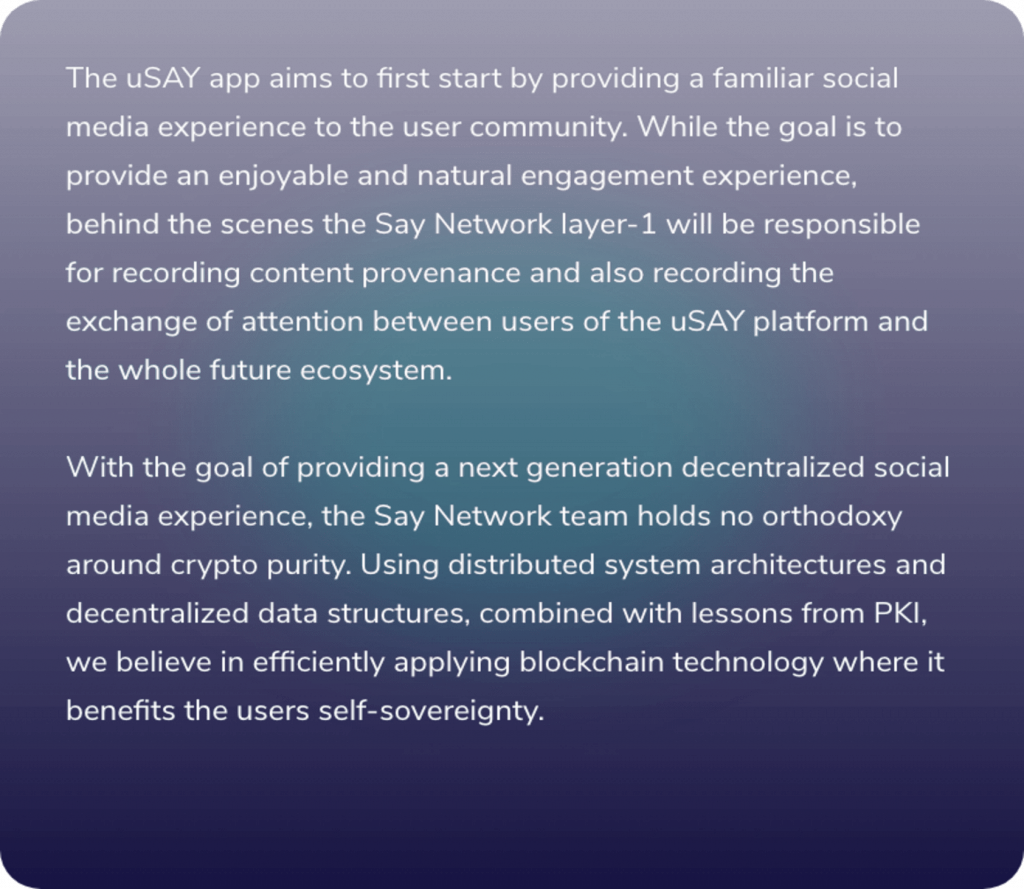 The uSAY app aims to first start by providing a familiar social
media experience to the user community. While the goal is to
provide an enjoyable and natural engagement experience,
behind the scenes the Say Network layer-1 will be responsible
for recording content provenance and also recording the
exchange of attention between users of the uSAY platform and
the whole future ecosystem.
With the goal of providing a next generation decentralized social
media experience, the Say Network team holds no orthodoxy
around crypto purity. Using distributed system architectures and
decentralized data structures, combined with lessons from PKI,
we believe in efficiently applying blockchain technology where it
benefits the users self-sovereignty.